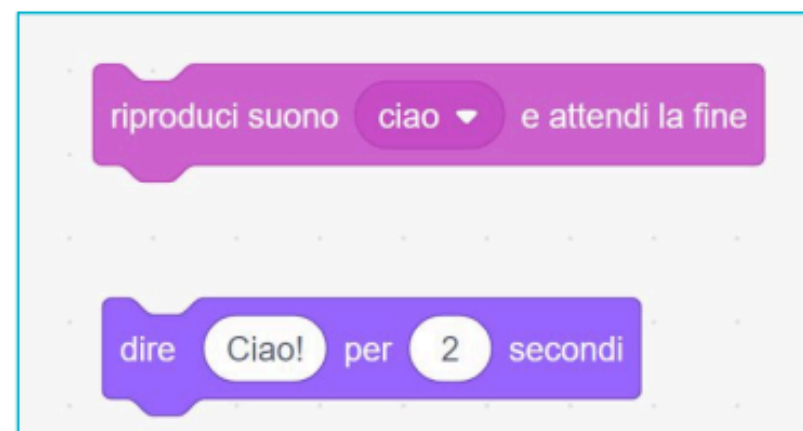 riproduci suono ciao e attendi la fine
dire Ciao! per 2 secondi